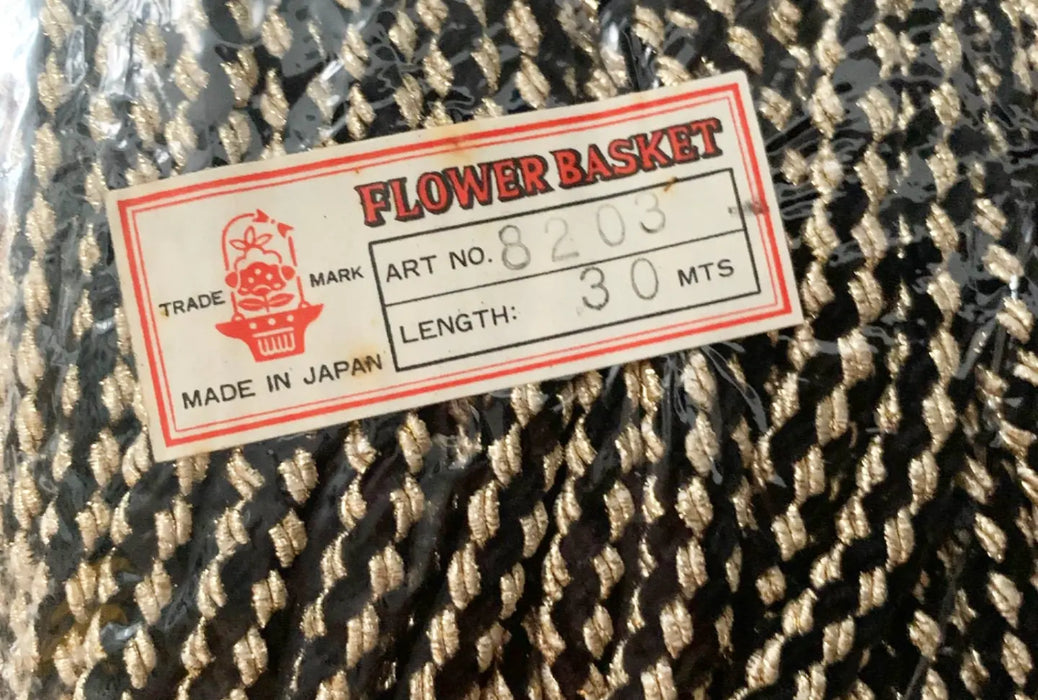 FLOWER BASKET
TRADE MARK
ART NO. 8203
LENGTH: 30 MTS
MADE IN JAPAN